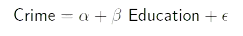 Crime = α + β Education + ϵ